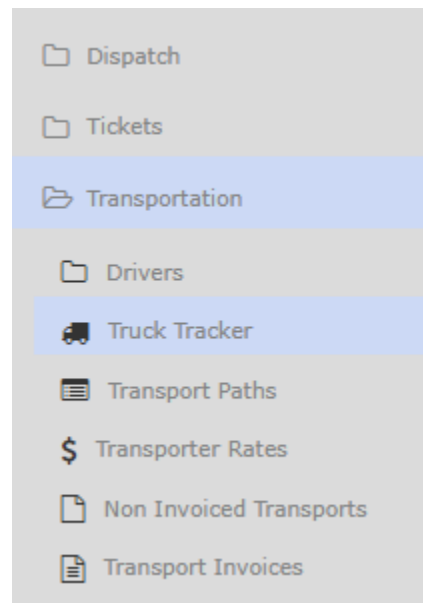 Dispatch
Tickets
Transportation
Drivers
Truck Tracker
Transport Paths
$ Transporter Rates
Non Invoiced Transports
Transport Invoices